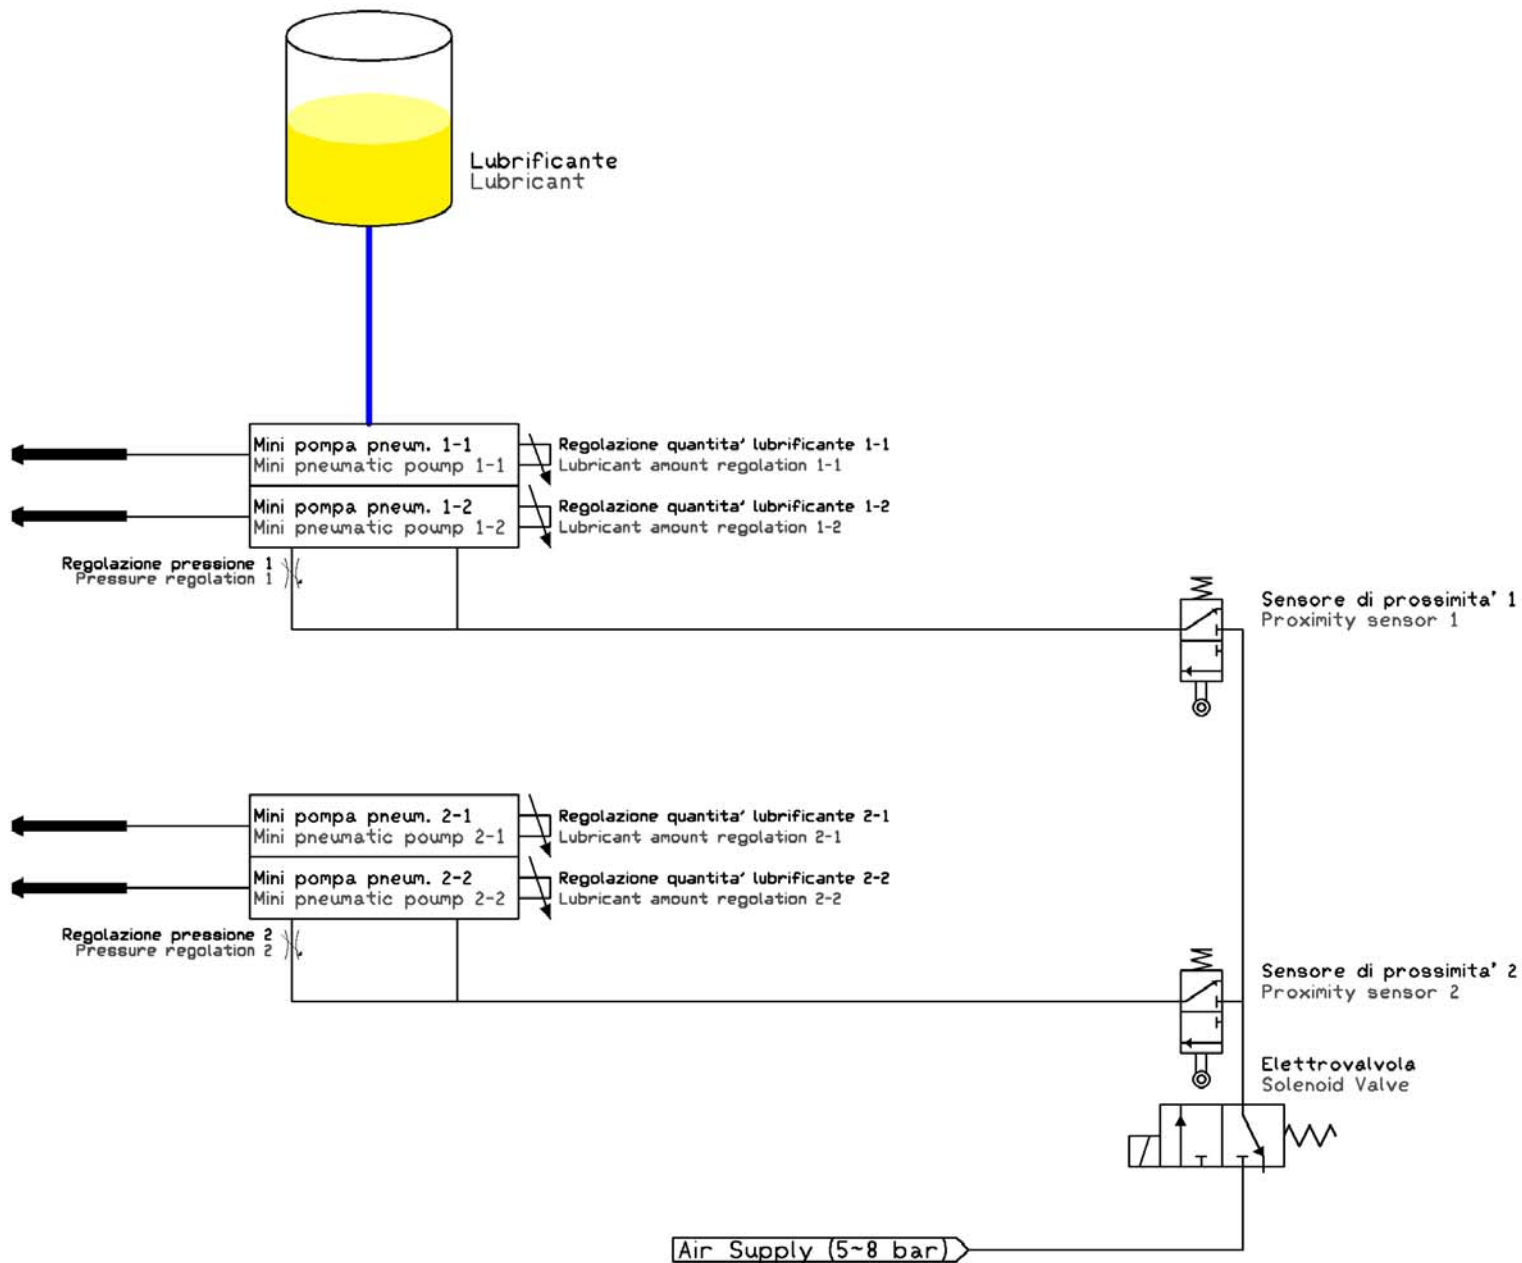 Lubrificante
Lubricant
Mini pompa pneum. 1-1
Mini pneumatic poump 1-1
Regolazione quantita' lubrificante 1-1
Lubricant amount regolation 1-1
Mini pompa pneum. 1-2
Mini pneumatic poump 1-2
Regolazione quantita' lubrificante 1-2
Lubricant amount regolation 1-2
Regolazione pressione 1
Pressure regolation 1
Sensore di prossimita' 1
Proximity sensor 1
Mini pompa pneum. 2-1
Mini pneumatic poump 2-1
Regolazione quantita' lubrificante 2-1
Lubricant amount regolation 2-1
Mini pompa pneum. 2-2
Mini pneumatic poump 2-2
Regolazione quantita' lubrificante 2-2
Lubricant amount regolation 2-2
Regolazione pressione 2
Pressure regolation 2
Sensore di prossimita' 2
Proximity sensor 2
Elettrovalvola
Solenoid Valve
Air Supply (5~8 bar)